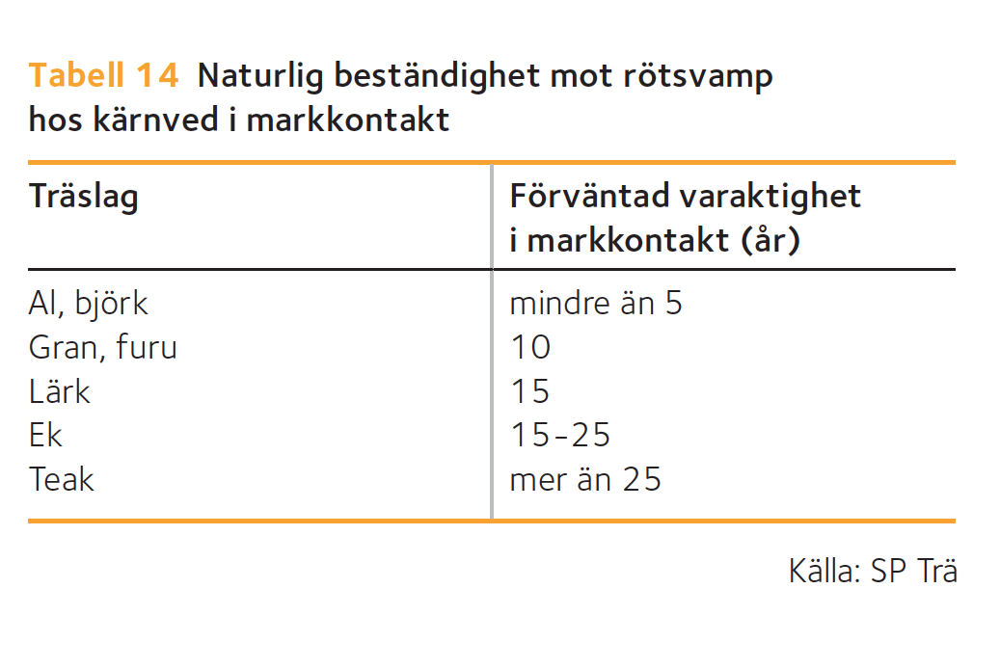 Tabell 14 Naturlig beständighet mot rötsvamp
hos kärnved i markkontakt
Träslag
Förväntad varaktighet
i markkontakt (år)
Al, björk mindre än 5
Gran, furu 10
Lärk 15
Ek 15–25
Teak mer än 25
Källa: SP Trä